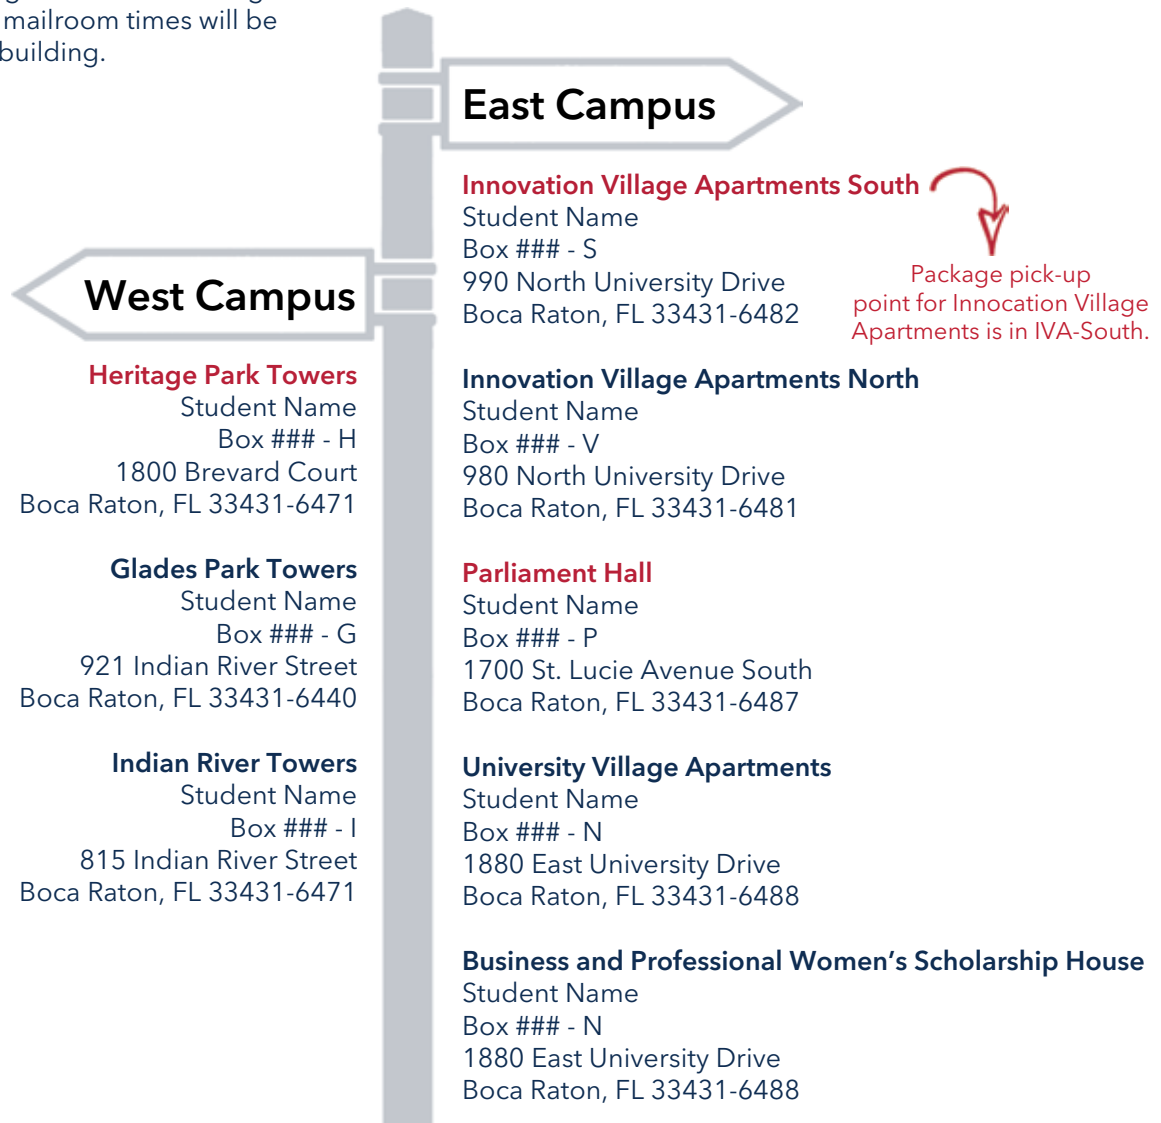 mailroom times will be
building.
East Campus
Innovation Village Apartments South
Student Name
Box ### - S
990 North University Drive
Boca Raton, FL 33431-6482
Package pick-up
point for Innocation Village
Apartments is in IVA-South.
Innovation Village Apartments North
Student Name
Box ### - V
980 North University Drive
Boca Raton, FL 33431-6481
Parliament Hall
Student Name
Box ### - P
1700 St. Lucie Avenue South
Boca Raton, FL 33431-6487
University Village Apartments
Student Name
Box ### - N
1880 East University Drive
Boca Raton, FL 33431-6488
Business and Professional Women's Scholarship House
Student Name
Box ### - N
1880 East University Drive
Boca Raton, FL 33431-6488
West Campus
Heritage Park Towers
Student Name
Box ### - H
1800 Brevard Court
Boca Raton, FL 33431-6471
Glades Park Towers
Student Name
Box ### - G
921 Indian River Street
Boca Raton, FL 33431-6440
Indian River Towers
Student Name
Box ### - I
815 Indian River Street
Boca Raton, FL 33431-6471